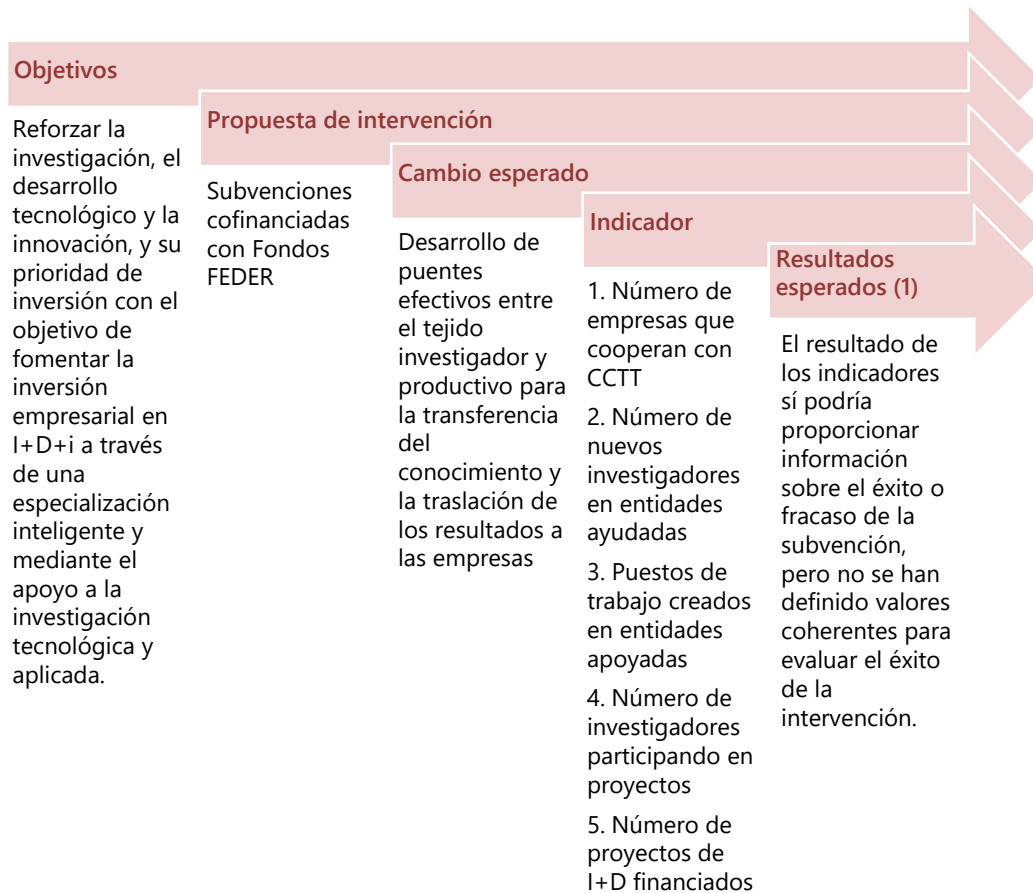 Objetivos
Reforzar la
investigación, el
desarrollo
tecnológico y la
innovación, y su
prioridad de
inversión con el
objetivo de
fomentar la
inversión
empresarial en
I+D+i a través
de una
especialización
inteligente y
mediante el
apoyo a la
investigación
tecnológica y
aplicada.
Propuesta de intervención
Subvenciones
cofinanciadas
con Fondos
FEDER
Cambio esperado
Desarrollo de
puentes
efectivos entre
el tejido
investigador y
productivo para
la transferencia
del
conocimiento y
la traslación de
los resultados a
las empresas
Indicador
1. Número de
empresas que
cooperan con
CCTT
2. Número de
nuevos
investigadores
en entidades
ayudadas
3. Puestos de
trabajo creados
en entidades
apoyadas
4. Número de
investigadores
participando en
proyectos
5. Número de
proyectos de
I+D financiados
Resultados
esperados (1)
El resultado de
los indicadores
sí podría
proporcionar
información
sobre el éxito o
fracaso de la
subvención,
pero no se han
definido valores
coherentes para
evaluar el éxito
de la
intervención.